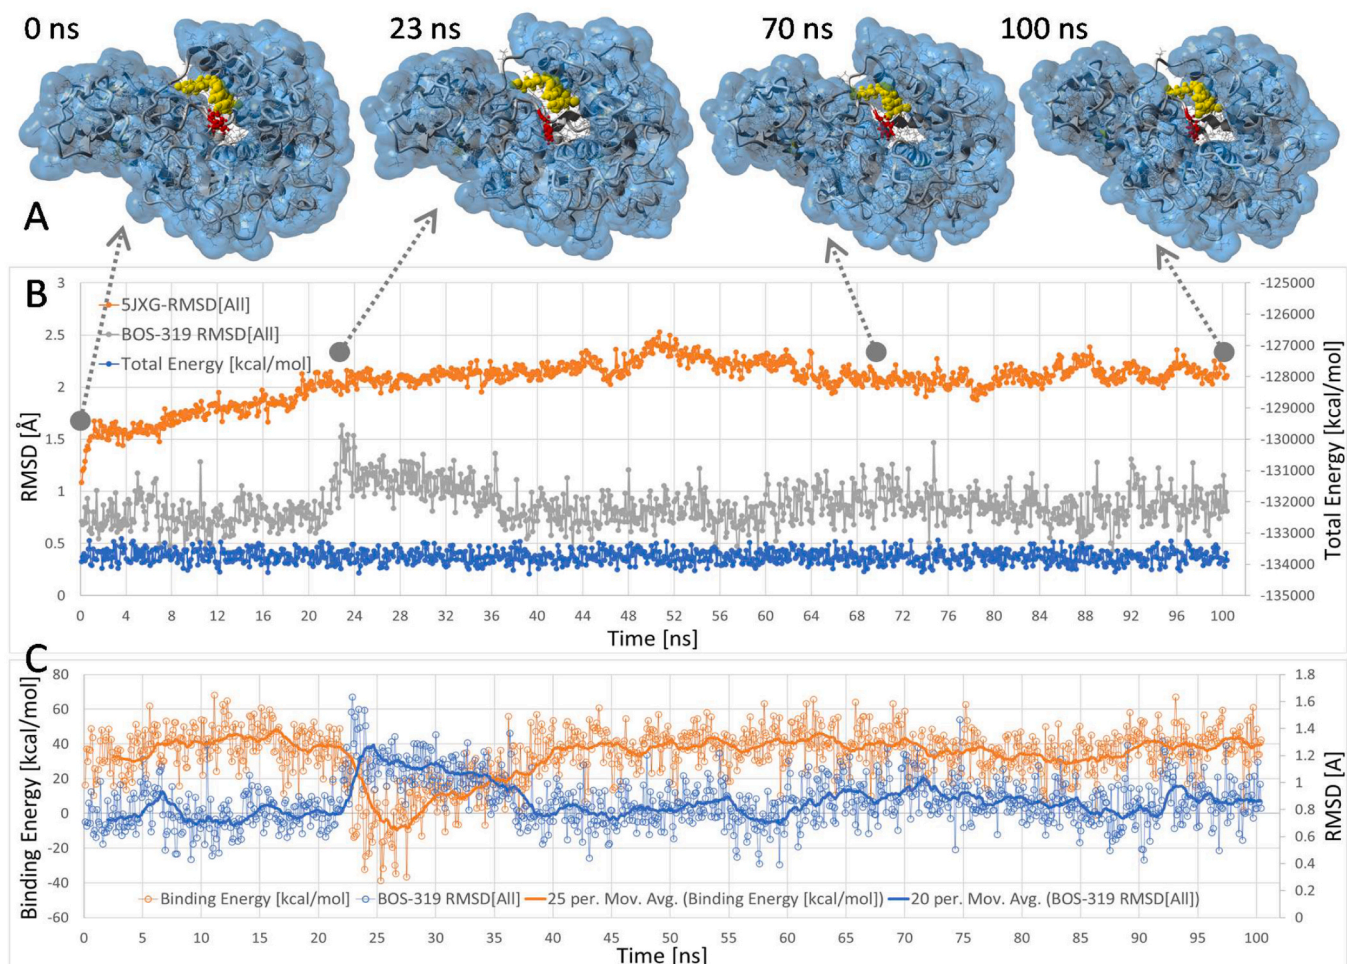 0 ns 23 ns 70 ns 100 ns
A
B
3 -125000
5JXG-RMSD[All]
2.5 -126000
BOS-319 RMSD[All]
-127000
Total Energy [kcal/mol]
2 -128000
-129000
1.5 -130000
-131000
1 -132000
-133000
0.5 -134000
0 -135000
RMSD [Å]
Total Energy [kcal/mol]
0 4 8 12 16 20 24 28 32 36 40 44 48 52 56 60 64 68 72 76 80 84 88 92 96 100
Time [ns]
C
80 1.8
60 1.6
1.4
40 1.2
20 1
0 0.8
-20 0.6
0.4
-40 0.2
-60 0
Binding Energy [kcal/mol]
RMSD [A]
Binding Energy [kcal/mol] BOS-319 RMSD[All] 25 per. Mov. Avg. (Binding Energy [kcal/mol]) 20 per. Mov. Avg. (BOS-319 RMSD[All])
0 5 10 15 20 25 30 35 40 45 50 55 60 65 70 75 80 85 90 95 100
Time [ns]